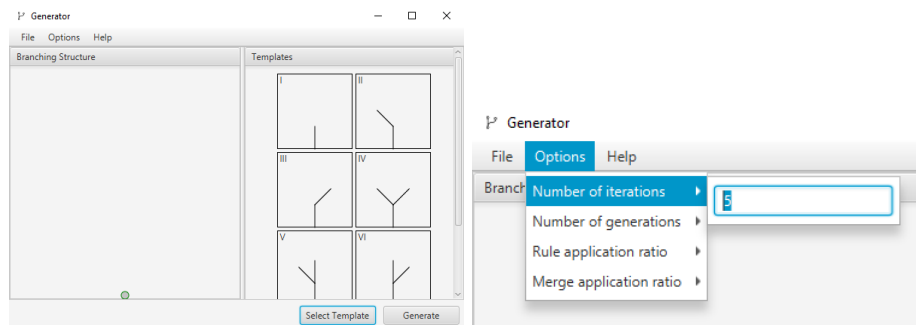 Generator
File Options Help
Branching Structure
Templates
I
II
III
IV
V
VI
Select Template
Generate
Generator
File Options Help
Branch
Number of iterations
5
Number of generations
Rule application ratio
Merge application ratio